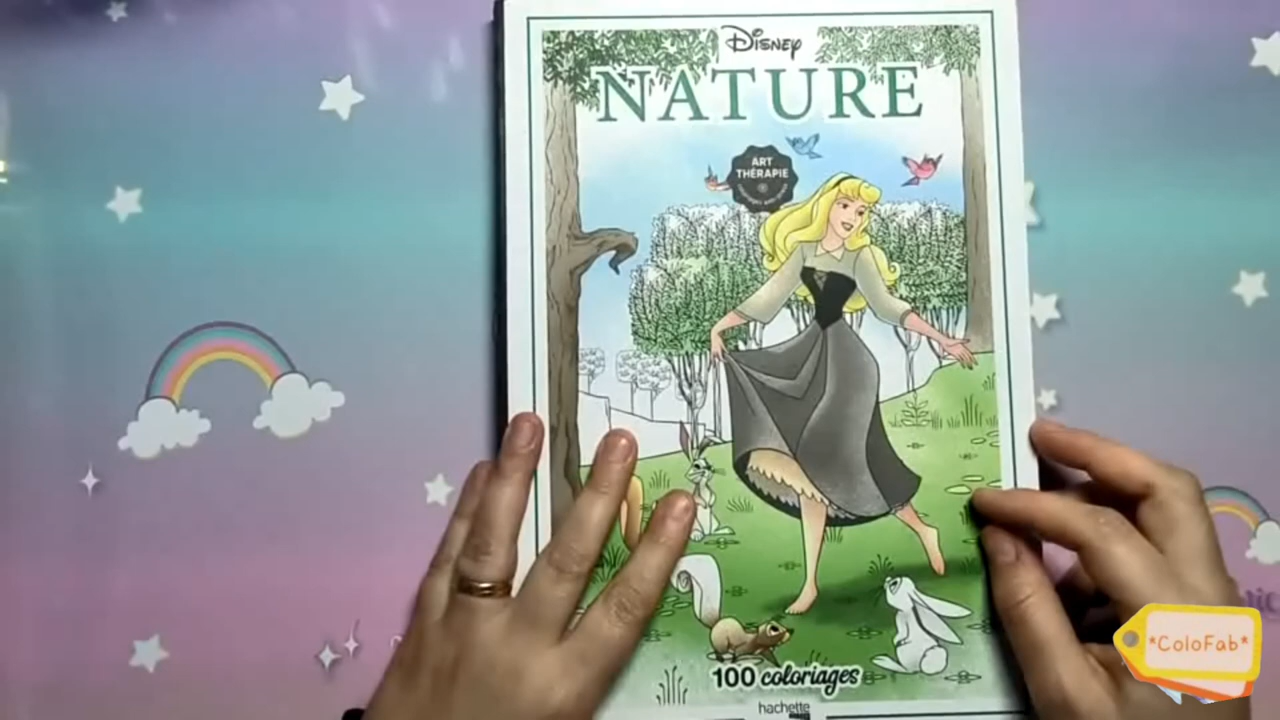 Disney
NATURE
ART
THÉRAPIE
100 coloriages
hachette
*ColoFab*